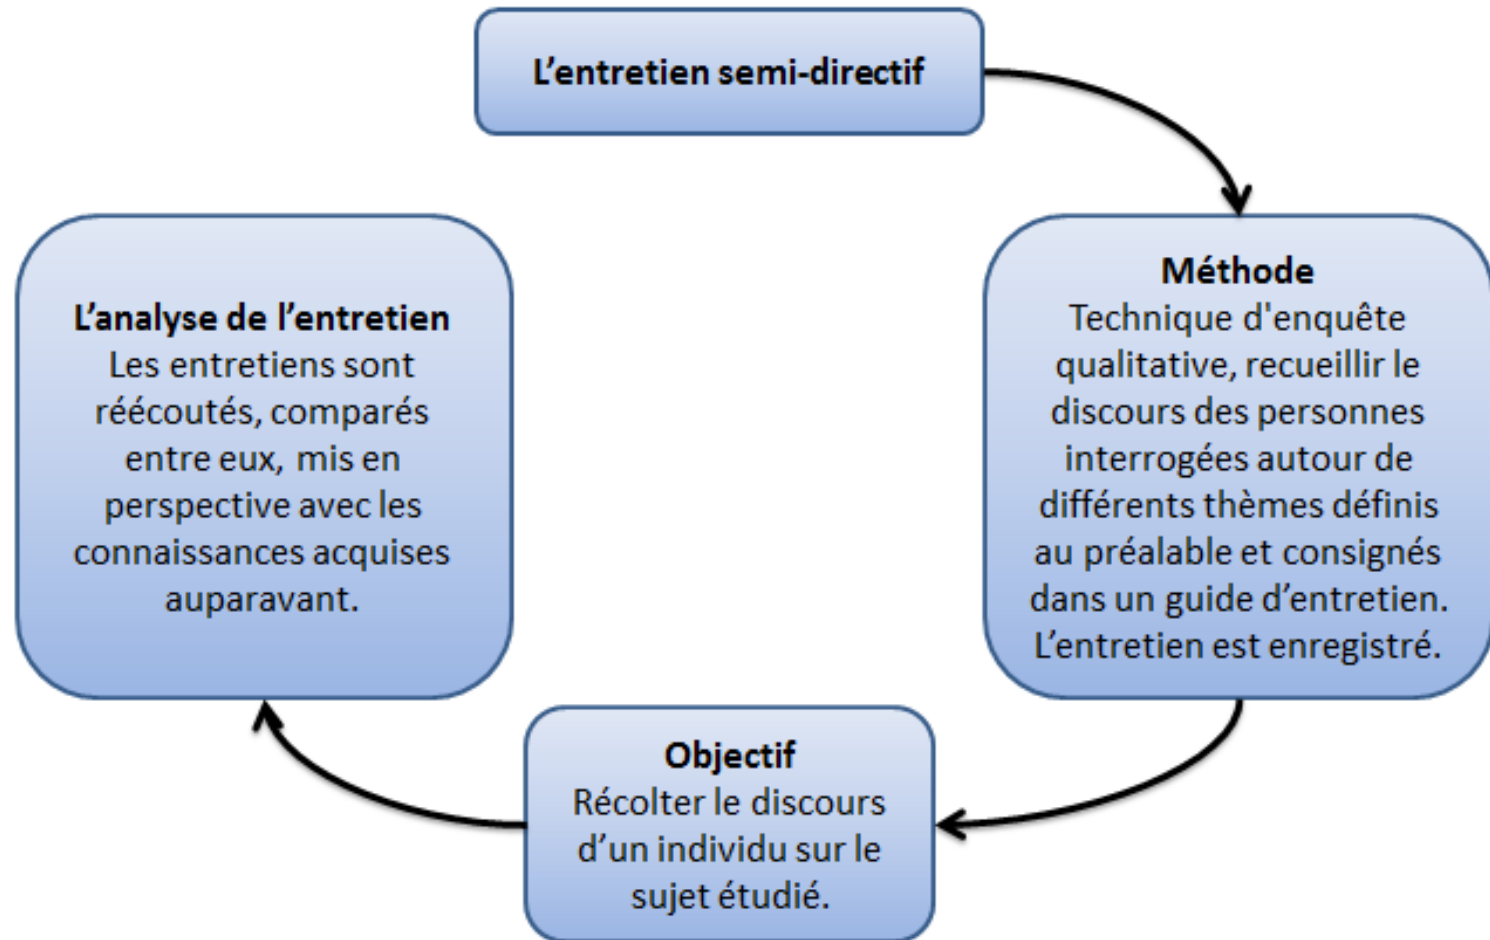 L’entretien semi-directif
Méthode
Technique d'enquête
qualitative, recueillir le
discours des personnes
interrogées autour de
différents thèmes définis
au préalable et consignés
dans un guide d’entretien.
L’entretien est enregistré.
Objectif
Récolter le discours
d’un individu sur le
sujet étudié.
L’analyse de l’entretien
Les entretiens sont
réécoutés, comparés
entre eux, mis en
perspective avec les
connaissances acquises
auparavant.